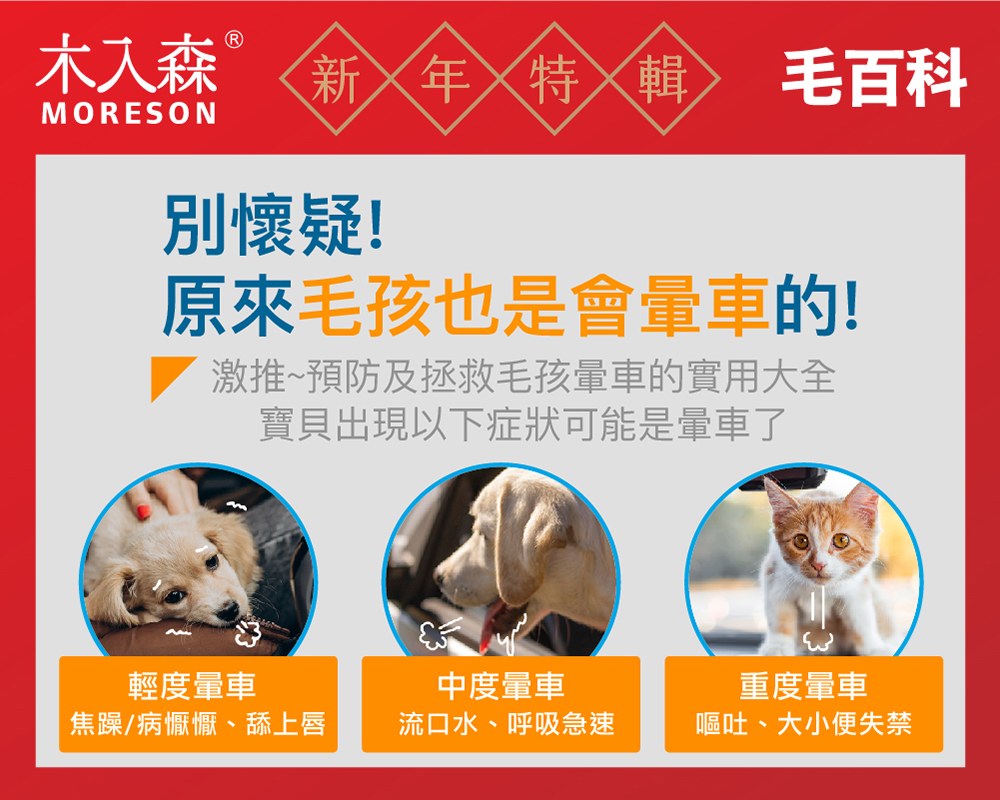 木入森®
MORESON
新年特輯
毛百科
別懷疑!
原來毛孩也是會暈車的!
激推~預防及拯救毛孩暈車的實用大全
寶貝出現以下症狀可能是暈車了
輕度暈車
焦躁/病懨懨、舔上唇
中度暈車
流口水、呼吸急速
重度暈車
嘔吐、大小便失禁